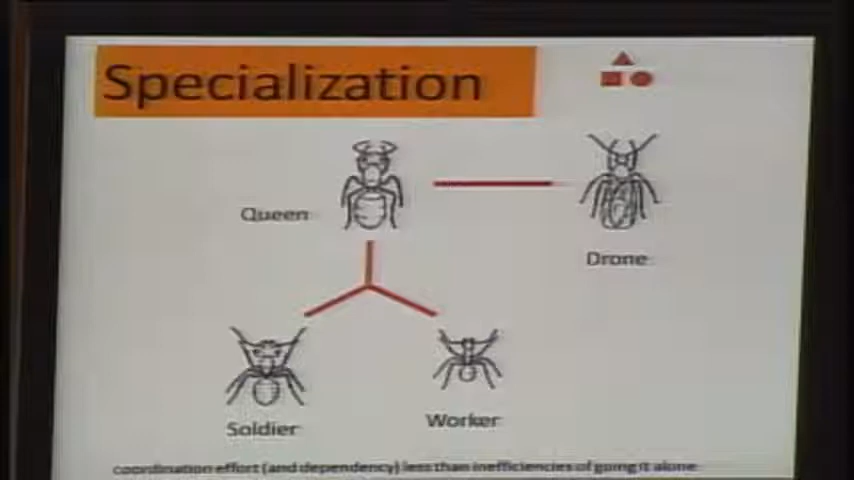 Specialization
Queen
Drone
Soldier
Worker
coordination effort (and dependency) less than inefficiencies of going it alone